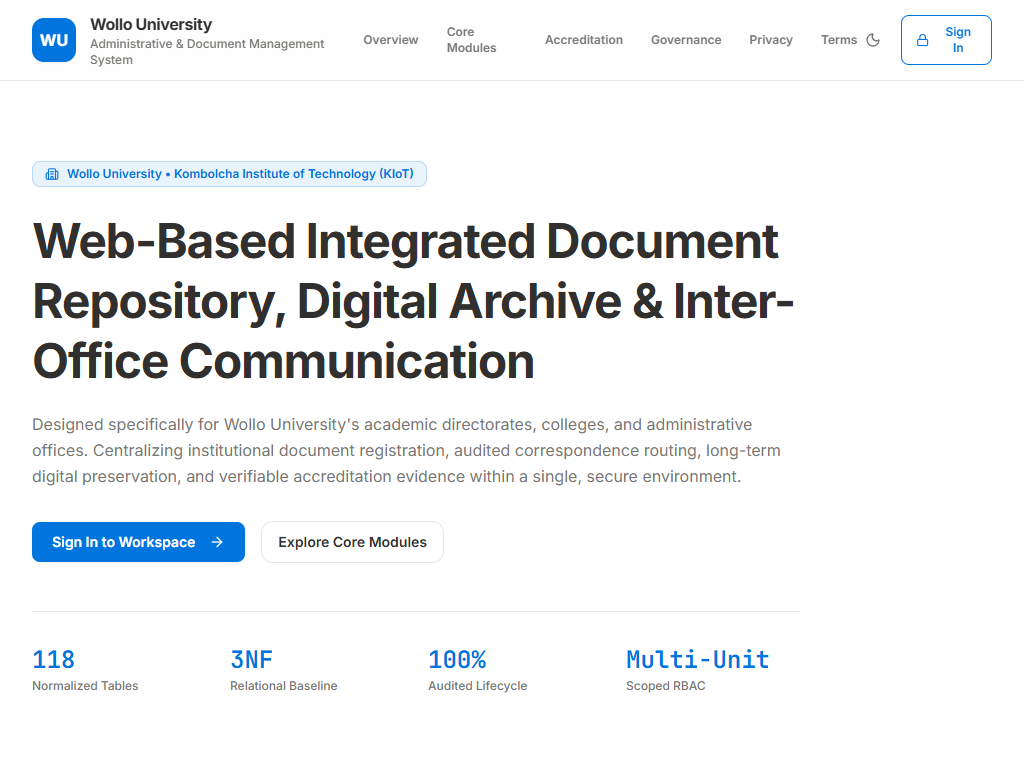 WU
Wollo University
Administrative & Document Management
System
Overview
Core
Modules
Accreditation
Governance
Privacy
Terms
Sign
In
Wollo University • Kombolcha Institute of Technology (KIoT)
Web-Based Integrated Document
Repository, Digital Archive & Inter-
Office Communication
Designed specifically for Wollo University's academic directorates, colleges, and administrative
offices. Centralizing institutional document registration, audited correspondence routing, long-term
digital preservation, and verifiable accreditation evidence within a single, secure environment.
Sign In to Workspace
Explore Core Modules
118
Normalized Tables
3NF
Relational Baseline
100%
Audited Lifecycle
Multi-Unit
Scoped RBAC